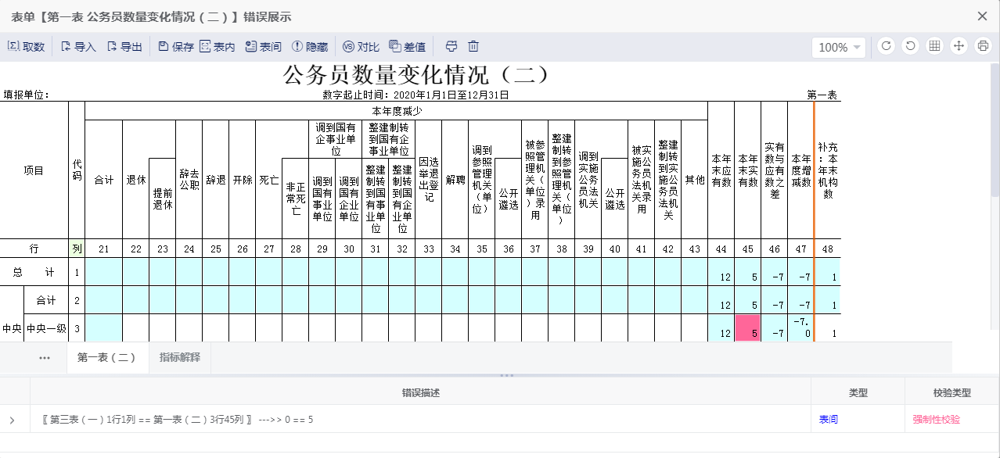 表单【第一表 公务员数量变化情况（二）】错误展示
取数 导入 导出 保存 表内 表间 隐藏 对比 差值 100%
公务员数量变化情况（二）
填报单位： 数字起止时间：2020年1月1日至12月31日 第一表
项目
代码
本年度减少
合计
退休
提前退休
辞去公职
辞退
开除
死亡
非正常死亡
调到国有企事业单位
调到国有事业单位
调到国有企业单位
整建制转到国有企事业单位
整建制转到国有事业单位
整建制转到国有企业单位
因选举退出登记
解聘
调到参照管理机关（单位）
公开遴选
被参照管理机关（单位）录用
整建制转到参照管理机关（单位）
调到实施公务员法机关
公开遴选
被实施公务员法机关录用
整建制转到实施公务员法机关
其他
本年末应有数
本年末实有数
实有数与应有数之差
本年度增减数
补充：本年末机构数
行 列 21 22 23 24 25 26 27 28 29 30 31 32 33 34 35 36 37 38 39 40 41 42 43 44 45 46 47 48
总 计 1 12 5 -7 -7 1
合计 2 12 5 -7 -7 1
中央 中央一级 3 12 5 -7 -7.0 1
··· 第一表（二） 指标解释
错误描述 类型 校验类型
〖 第三表（一）1行1列 == 第一表（二）3行45列 〗 --->> 0 == 5 表间 强制性校验